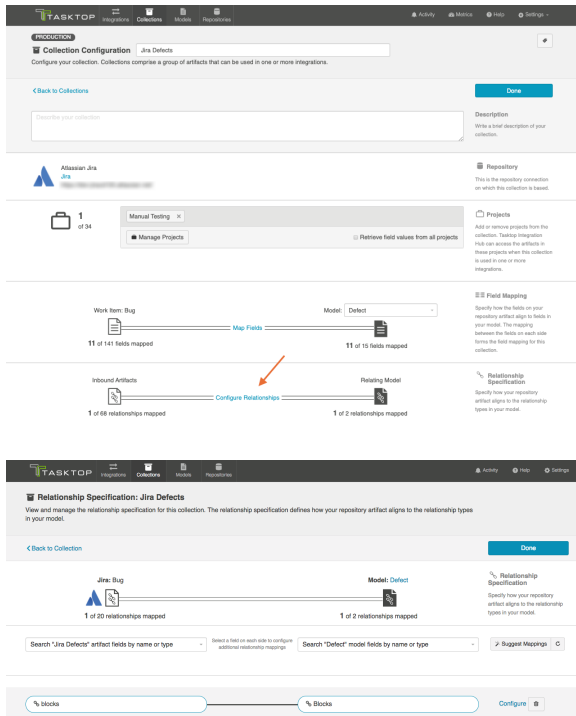 TASKTOP Integrations Collections Models Repositories Activity Metrics Help Settings
PRODUCTION
Collection Configuration Jira Defects
Configure your collection. Collections comprise a group of artifacts that can be used in one or more integrations.
Back to Collections Done
Describe your collection
Description
Write a brief description of your
collection.
Atlassian Jira
Jira
Repository
This is the repository connection
on which this collection is based.
1
of 34
Manual Testing ×
Manage Projects Retrieve field values from all projects
Projects
Add or remove projects from the
collection. Tasktop Integration
Hub can access the artifacts in
these projects when this collection
is used in one or more
integrations.
Work Item: Bug Model: Defect
Map Fields
11 of 141 fields mapped 11 of 15 fields mapped
Field Mapping
Specify how the fields on your
repository artifact align to fields in
your model. The mapping
between the fields on each side
forms the field mapping for this
collection.
Inbound Artifacts Relating Model
Configure Relationships
1 of 68 relationships mapped 1 of 2 relationships mapped
Relationship
Specification
Specify how your repository
artifact aligns to the relationship
types in your model.
TASKTOP Integrations Collections Models Repositories Activity Help Settings
Relationship Specification: Jira Defects
View and manage the relationship specification for this collection. The relationship specification defines how your repository artifact aligns to the relationship types
in your model.
Back to Collection Done
Jira: Bug Model: Defect
1 of 20 relationships mapped 1 of 2 relationships mapped
Relationship
Specification
Specify how your repository
artifact aligns to the relationship
types in your model.
Search "Jira Defects" artifact fields by name or type
Select a field on each side to configure
additional relationship mappings
Search "Defect" model fields by name or type
Suggest Mappings
blocks Blocks Configure